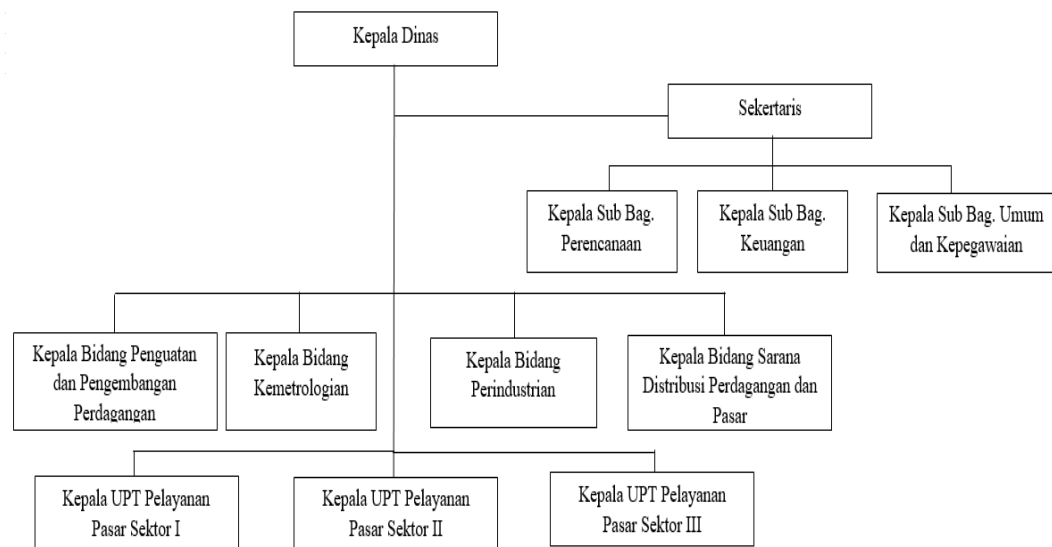 Kepala Dinas
Sekertaris
Kepala Sub Bag.
Perencanaan
Kepala Sub Bag.
Keuangan
Kepala Sub Bag. Umum
dan Kepegawaian
Kepala Bidang Penguatan
dan Pengembangan
Perdagangan
Kepala Bidang
Kemetrologian
Kepala Bidang
Perindustrian
Kepala Bidang Sarana
Distribusi Perdagangan dan
Pasar
Kepala UPT Pelayanan
Pasar Sektor I
Kepala UPT Pelayanan
Pasar Sektor II
Kepala UPT Pelayanan
Pasar Sektor III